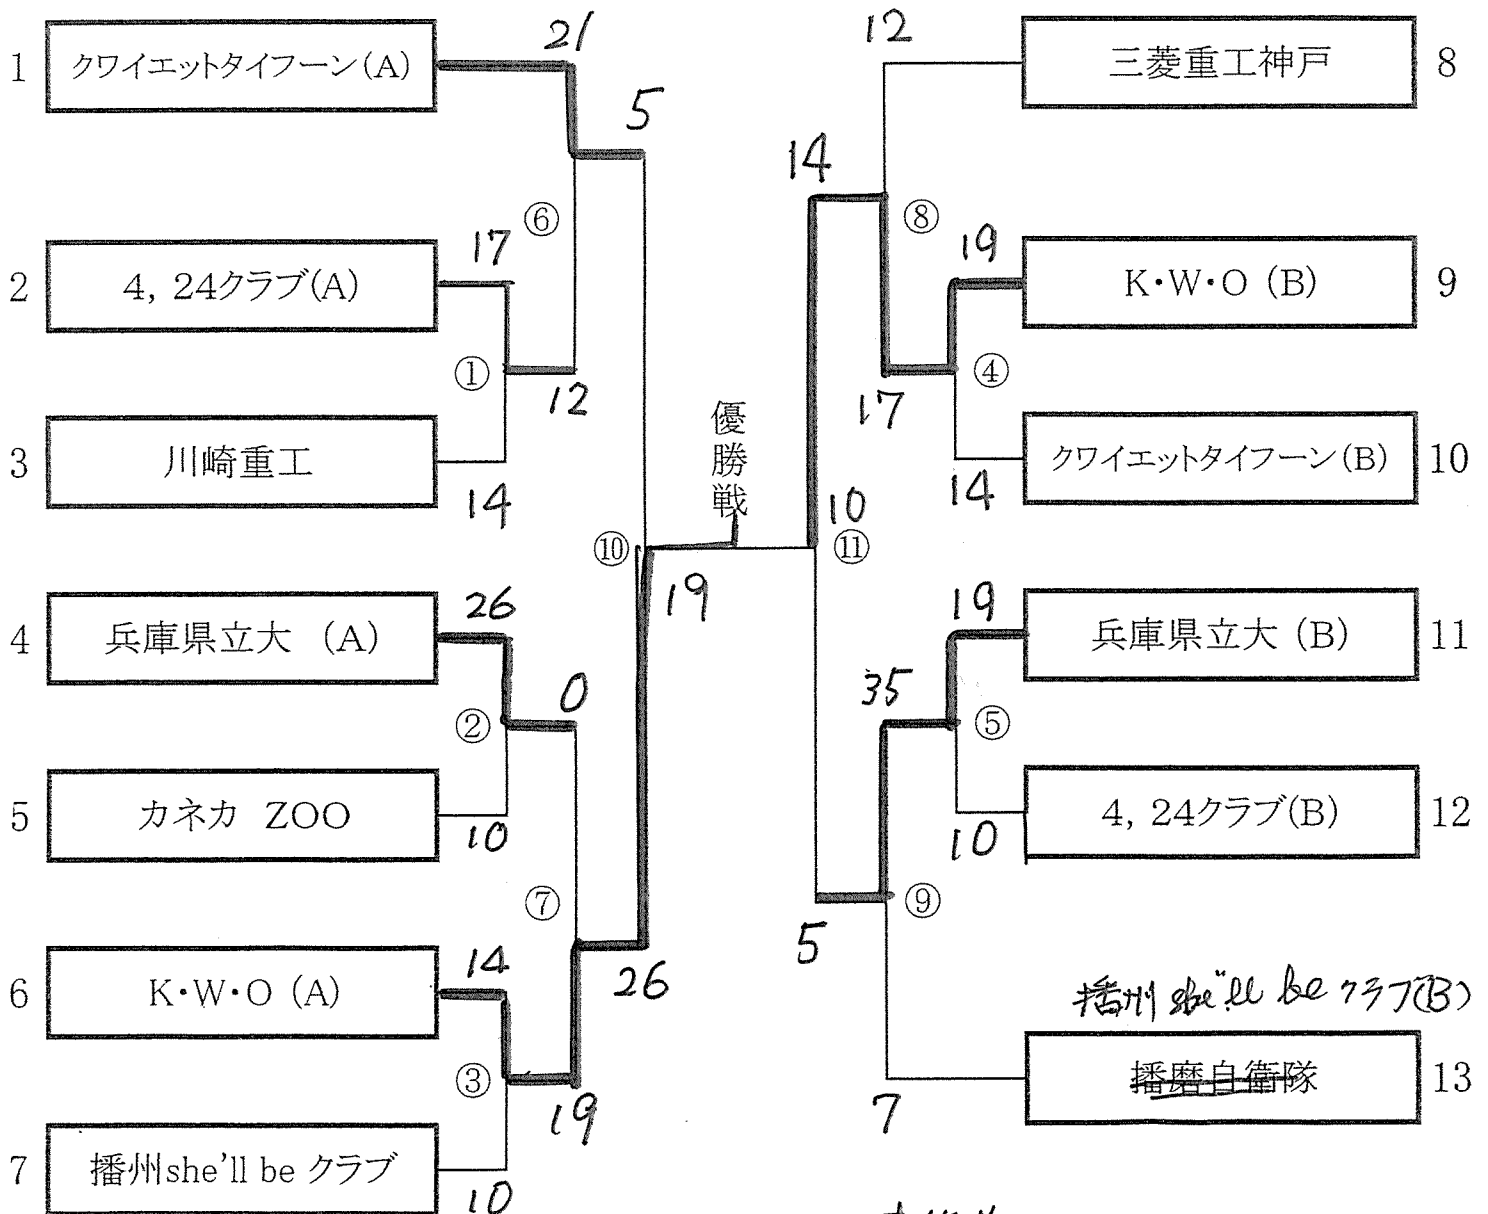 21
12
1 クワイエットタイフーン(A)
三菱重工神戸 8
5
14
⑥
⑧
17
19
2 4, 24クラブ(A)
K・W・O (B) 9
①
④
12
17
優勝戦
3 川崎重工
クワイエットタイフーン(B) 10
14
10
14
⑩
⑪
26
19
19
4 兵庫県立大 (A)
兵庫県立大 (B) 11
0
35
②
⑤
5 カネカ ZOO
4, 24クラブ(B) 12
10
10
⑦
⑨
5
14
26
6 K・W・O (A)
播州 she"ll be クラブ(B)
③
播磨自衛隊 13
19
7
7 播州she'll be クラブ
10